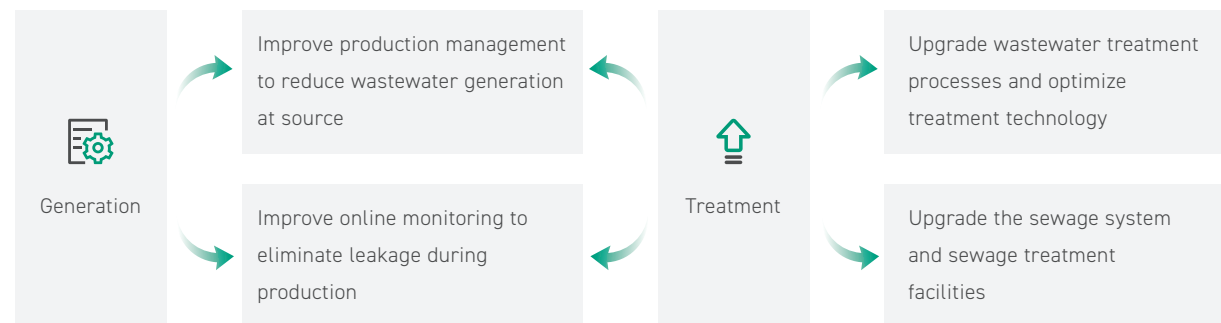 Generation
Improve production management
to reduce wastewater generation
at source
Improve online monitoring to
eliminate leakage during
production
Treatment
Upgrade wastewater treatment
processes and optimize
treatment technology
Upgrade the sewage system
and sewage treatment
facilities